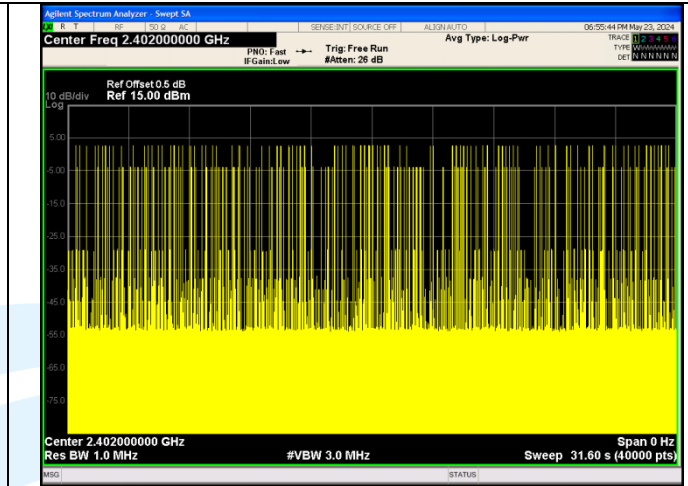 Agilent Spectrum Analyzer - Swept SA
R T RF 50 Ω AC SENSE:INT SOURCE OFF ALIGN AUTO 06:55:44 PM May 23, 2024
Center Freq 2.402000000 GHz Avg Type: Log-Pwr TRACE 1 2 3 4 5 6
PNO: Fast Trig: Free Run TYPE
IFGain:Low #Atten: 26 dB DET N N N N N N
Ref Offset 0.5 dB
10 dB/div Ref 15.00 dBm
Log
5.00
-5.00
-15.0
-25.0
-35.0
-45.0
-55.0
-65.0
-75.0
Center 2.402000000 GHz Span 0 Hz
Res BW 1.0 MHz #VBW 3.0 MHz Sweep 31.60 s (40000 pts)
MSG STATUS